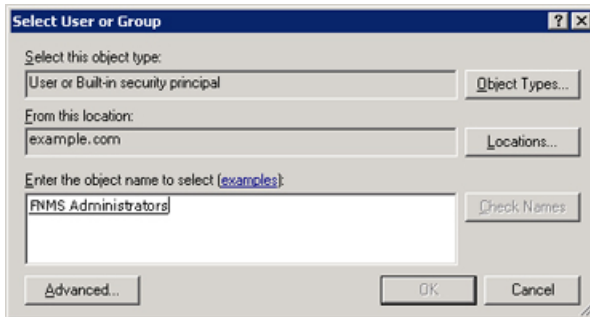 Select User or Group
Select this object type:
User or Built-in security principal
Object Types...
From this location:
example.com
Locations...
Enter the object name to select (examples):
FNMS Administrators
Check Names
Advanced...
OK
Cancel